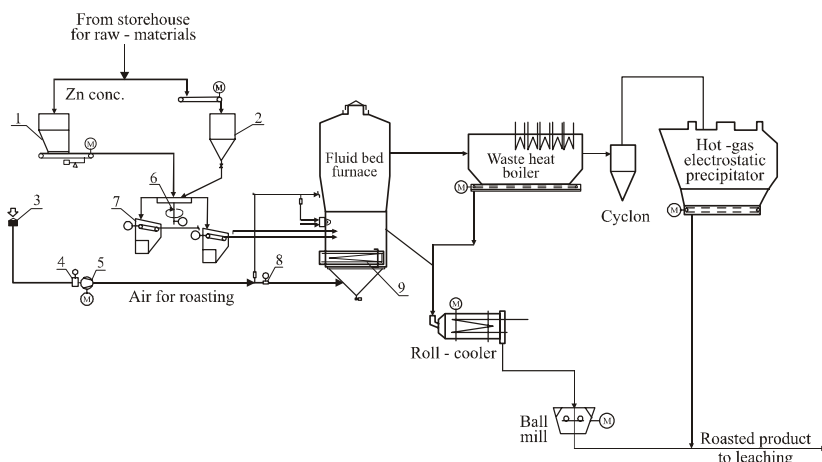 From storehouse
for raw - materials
Zn conc.
M
1
2
M
3
4
5
M
6
7
8
9
Air for roasting
Fluid bed
furnace
Waste heat
boiler
M
Cyclon
Hot -gas
electrostatic
precipitator
M
M
Roll - cooler
Ball
mill
M
Roasted product
to leaching